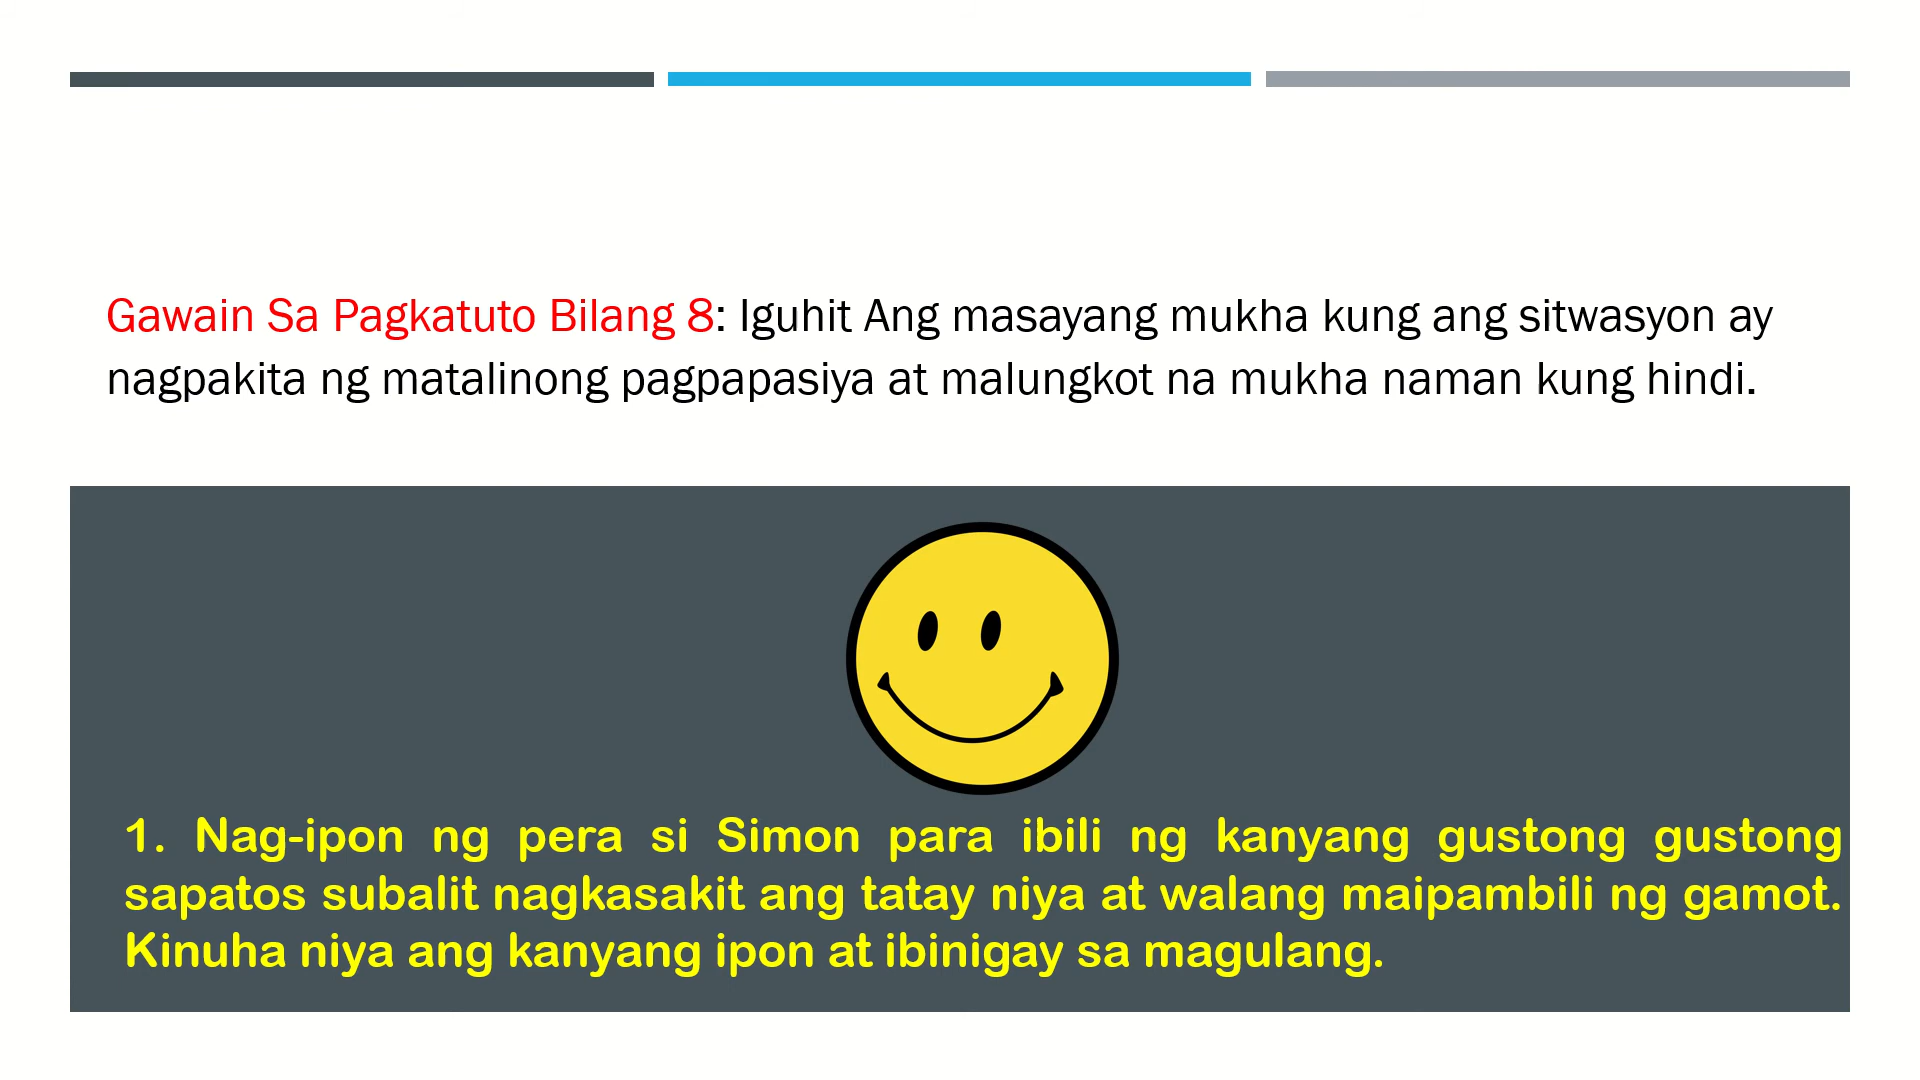 Gawain Sa Pagkatuto Bilang 8: Iguhit Ang masayang mukha kung ang sitwasyon ay
nagpakita ng matalinong pagpapasiya at malungkot na mukha naman kung hindi.
1. Nag-ipon ng pera si Simon para ibili ng kanyang gustong gustong
sapatos subalit nagkasakit ang tatay niya at walang maipambili ng gamot.
Kinuha niya ang kanyang ipon at ibinigay sa magulang.